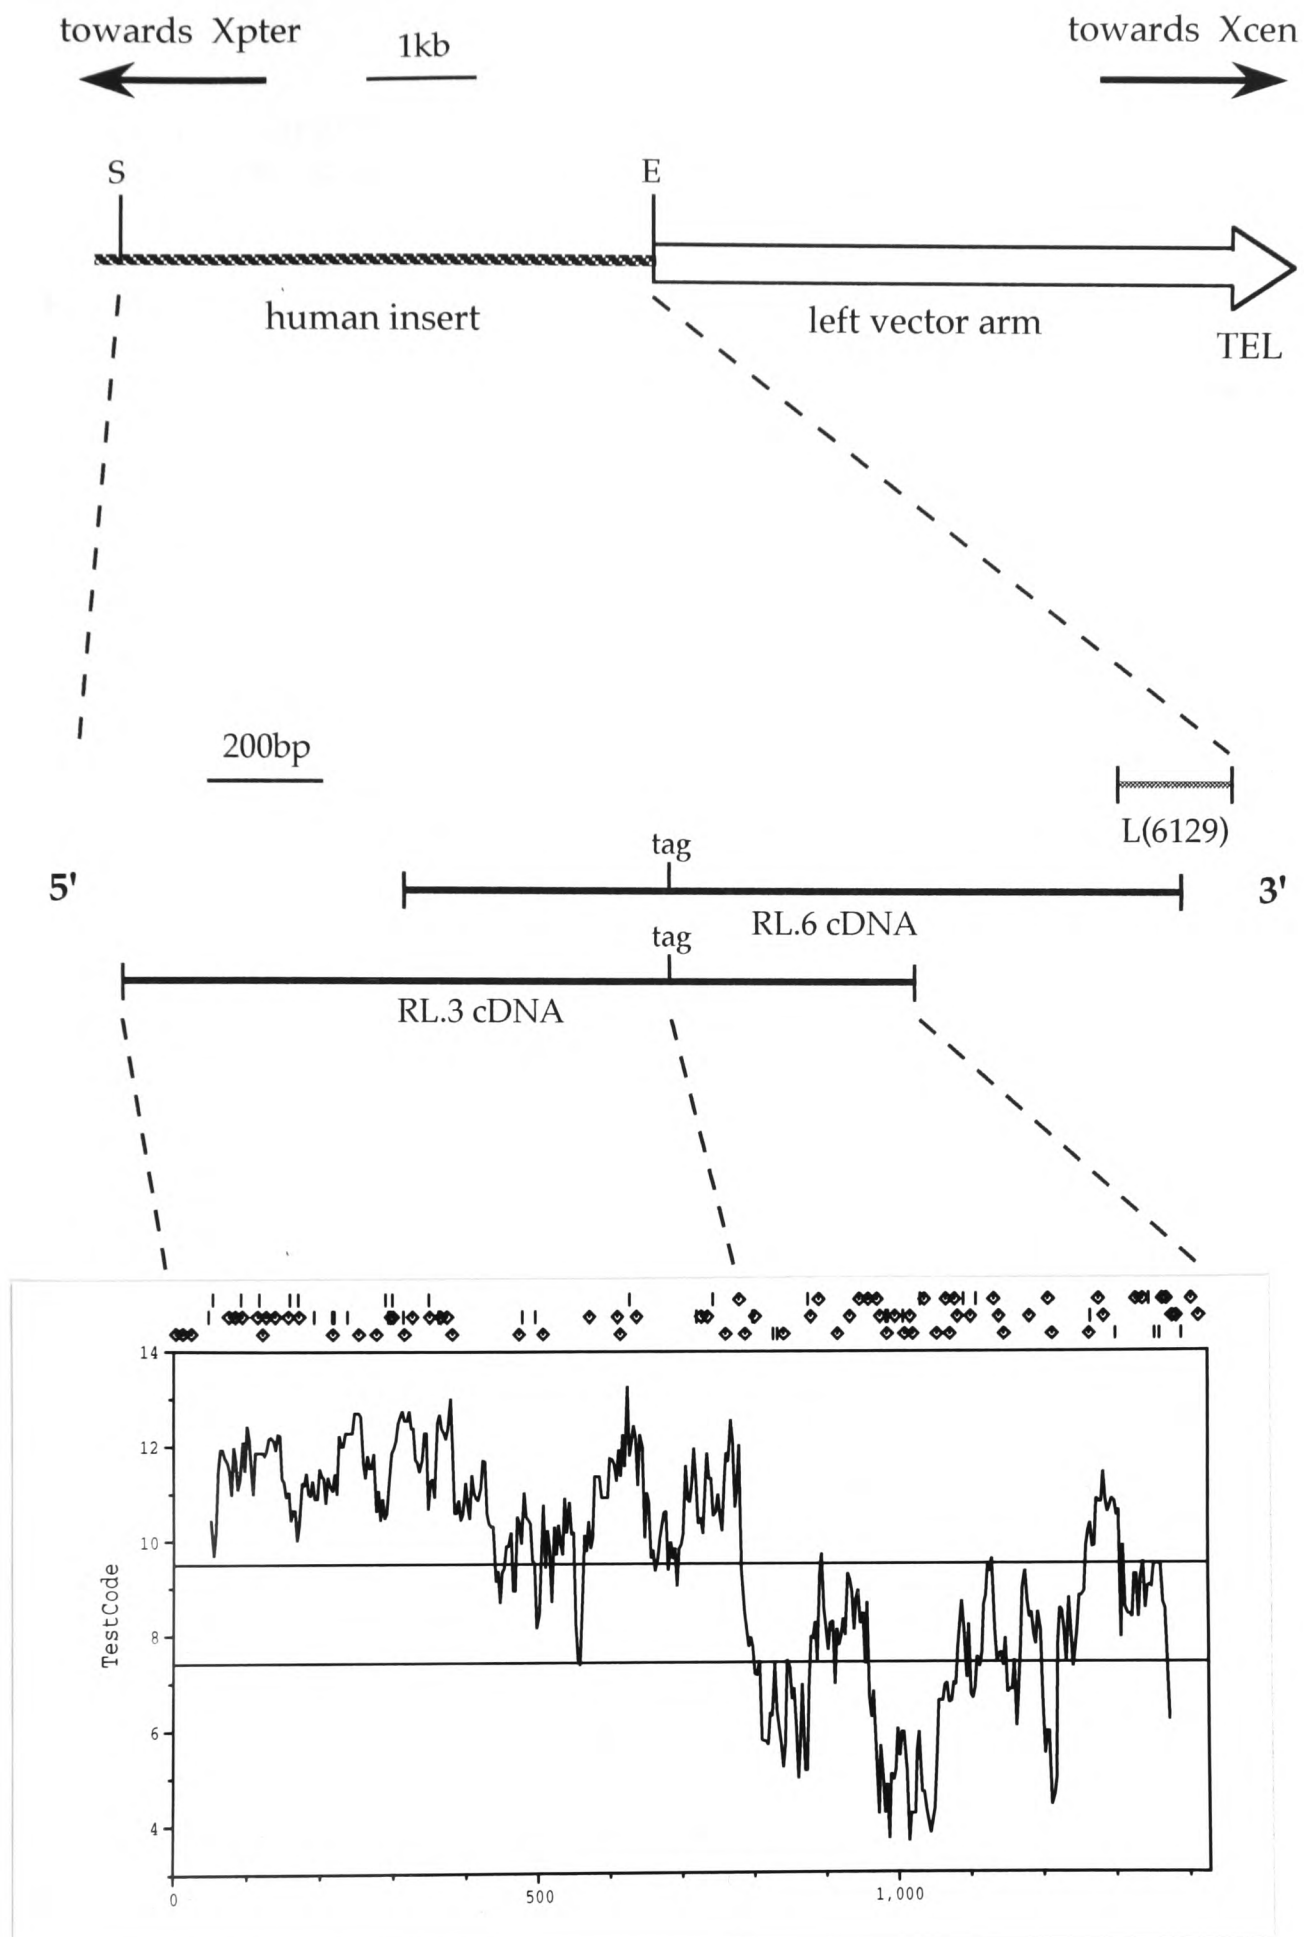 towards Xpter
1kb
towards Xcen
S
E
human insert
left vector arm
TEL
200bp
L(6129)
tag
5'
3'
RL.6 cDNA
tag
RL.3 cDNA
14
12
10
8
6
4
TestCode
0
500
1,000